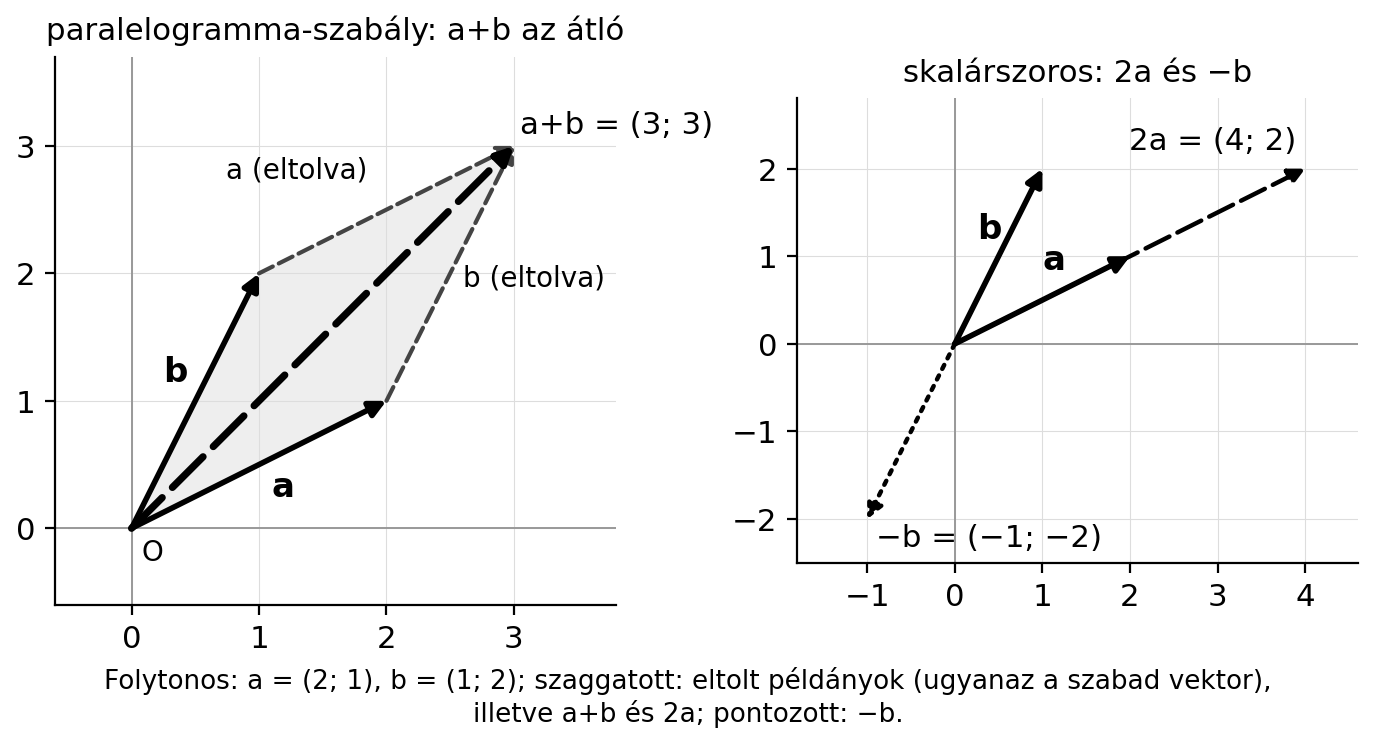 paralelogramma-szabály: a+b az átló
a+b = (3; 3)
a (eltolva)
b (eltolva)
b
a
O
3
2
1
0
0 1 2 3
skalárszoros: 2a és −b
2a = (4; 2)
b
a
−b = (−1; −2)
2
1
0
−1
−2
−1 0 1 2 3 4
Folytonos: a = (2; 1), b = (1; 2); szaggatott: eltolt példányok (ugyanaz a szabad vektor),
illetve a+b és 2a; pontozott: −b.